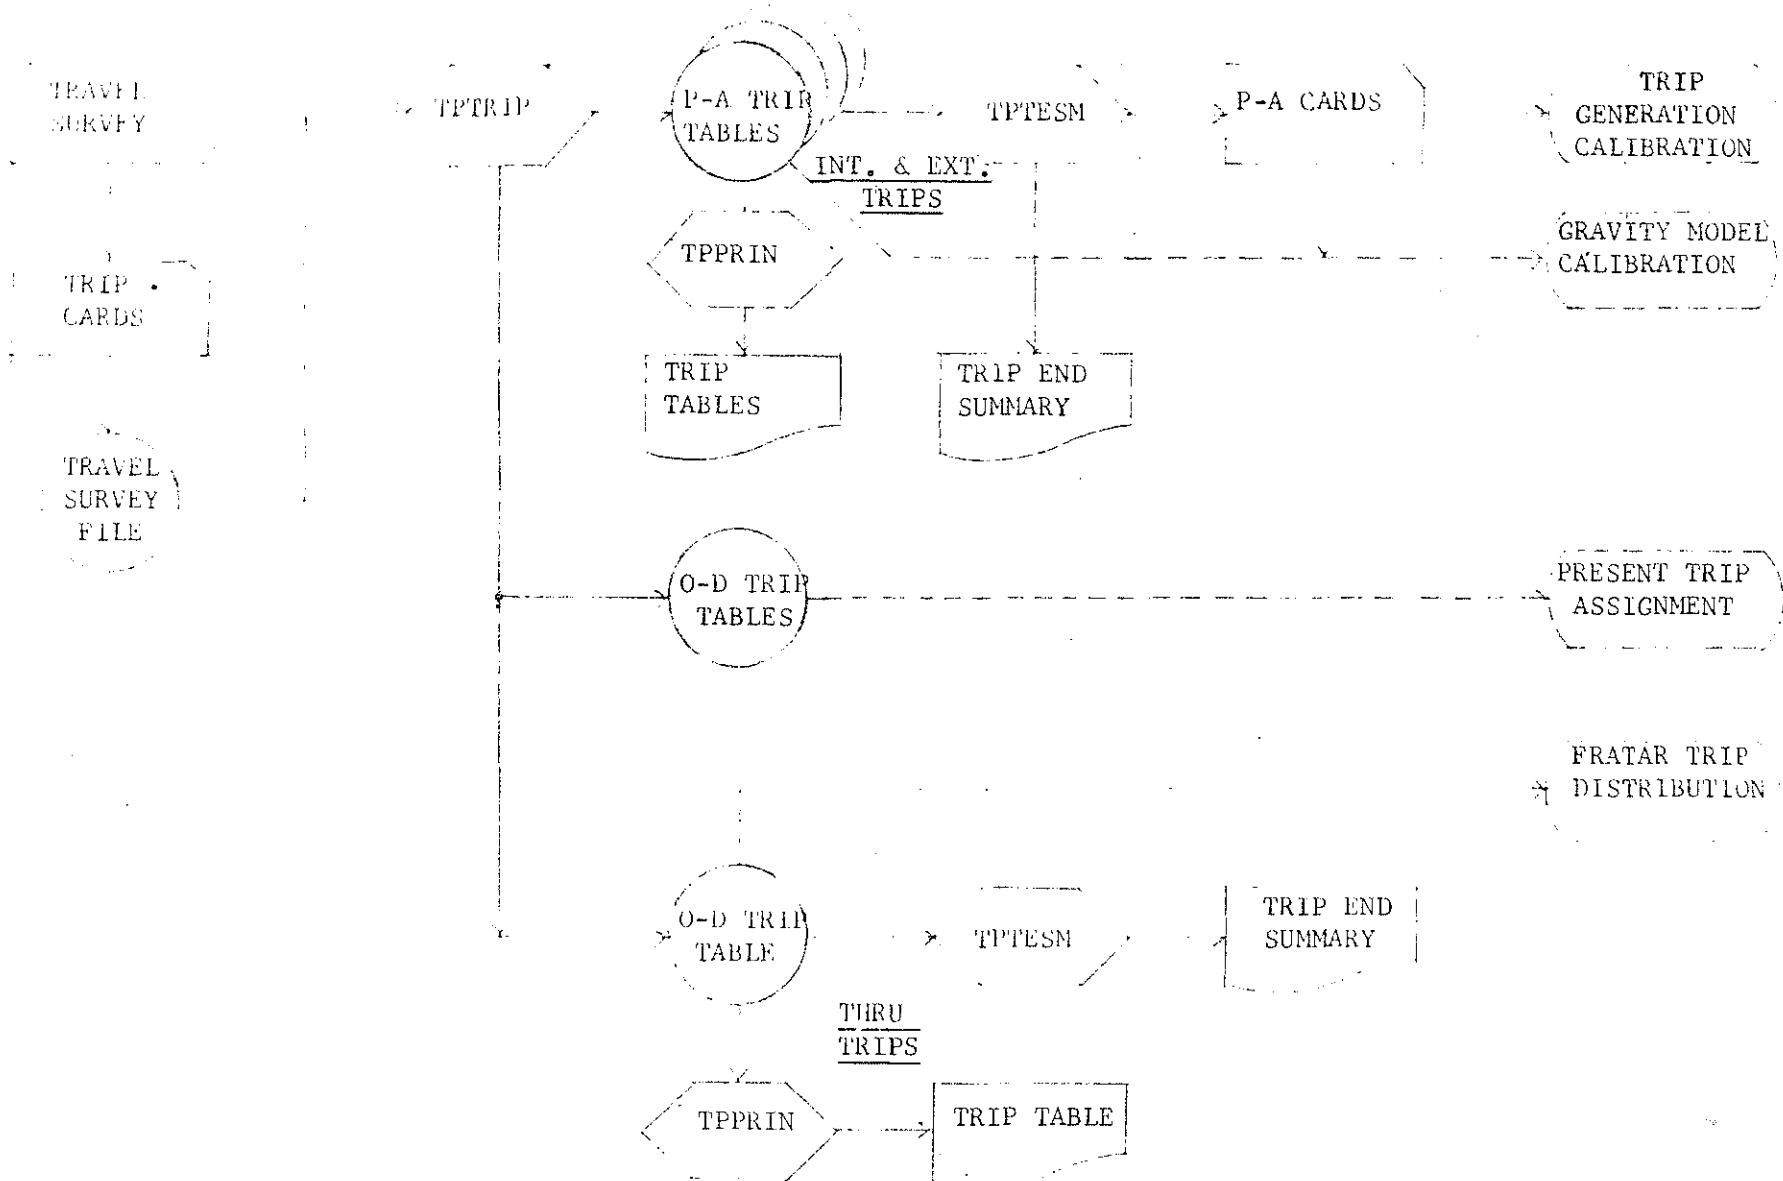 TRAVEL
SURVEY
TPTRIP
P-A TRIP
TABLES
TPTESM
P-A CARDS
TRIP
GENERATION
CALIBRATION
INT. & EXT.
TRIPS
TRIP
CARDS
TPPRIN
GRAVITY MODEL
CALIBRATION
TRIP
TABLES
TRIP END
SUMMARY
TRAVEL
SURVEY
FILE
O-D TRIP
TABLES
PRESENT TRIP
ASSIGNMENT
FRATAR TRIP
DISTRIBUTION
O-D TRIP
TABLE
TPTESM
TRIP END
SUMMARY
THRU
TRIPS
TPPRIN
TRIP TABLE